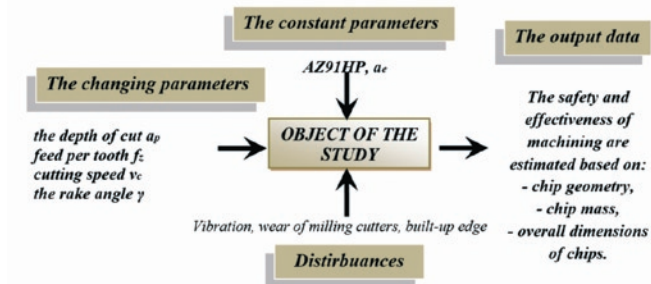 The constant parameters
AZ91HP, ae
The changing parameters
the depth of cut ap
feed per tooth fz
cutting speed vc
the rake angle γ
OBJECT OF THE
STUDY
Vibration, wear of milling cutters, built-up edge
Distirbuances
The output data
The safety and
effectiveness of
machining are
estimated based on:
- chip geometry,
- chip mass,
- overall dimensions
of chips.